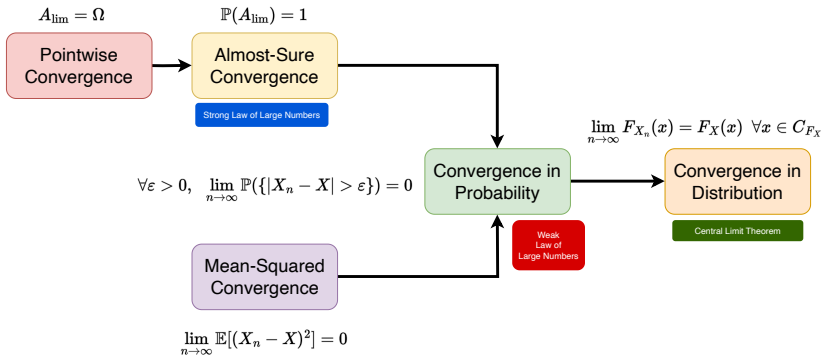 A_lim = Ω
ℙ(A_lim) = 1
Pointwise
Convergence
Almost-Sure
Convergence
Strong Law of Large Numbers
lim_{n→∞} F_{X_n}(x) = F_X(x) ∀x ∈ C_{F_X}
∀ε > 0, lim_{n→∞} ℙ({|X_n − X| > ε}) = 0
Convergence in
Probability
Convergence in
Distribution
Weak
Law of
Large Numbers
Central Limit Theorem
Mean-Squared
Convergence
lim_{n→∞} 𝔼[(X_n − X)²] = 0